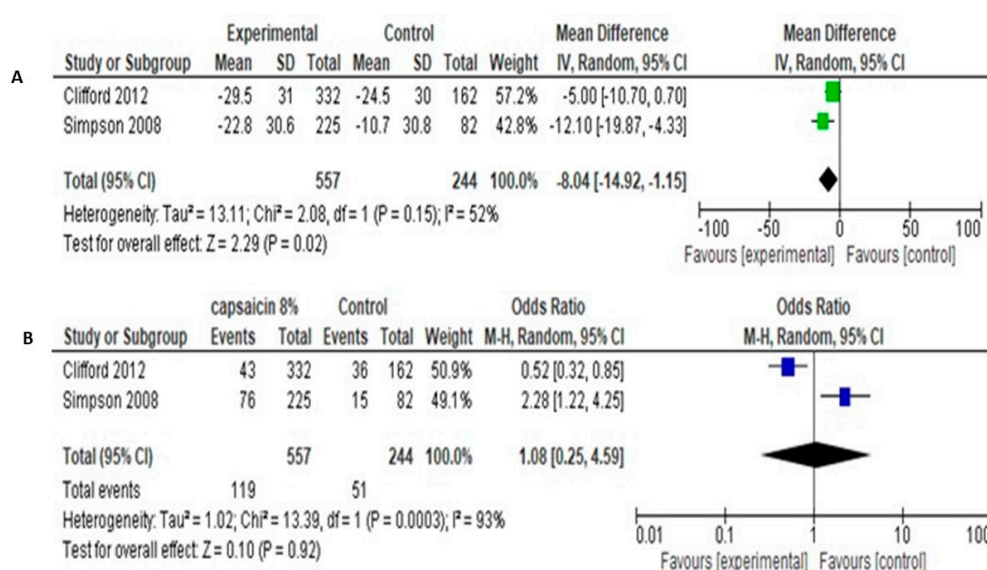 A
Experimental Control Mean Difference Mean Difference
Study or Subgroup Mean SD Total Mean SD Total Weight IV, Random, 95% CI IV, Random, 95% CI
Clifford 2012 -29.5 31 332 -24.5 30 162 57.2% -5.00 [-10.70, 0.70]
Simpson 2008 -22.8 30.6 225 -10.7 30.8 82 42.8% -12.10 [-19.87, -4.33]
Total (95% CI) 557 244 100.0% -8.04 [-14.92, -1.15]
Heterogeneity: Tau² = 13.11; Chi² = 2.08, df = 1 (P = 0.15); I² = 52%
Test for overall effect: Z = 2.29 (P = 0.02)
-100 -50 0 50 100
Favours [experimental] Favours [control]
B
capsaicin 8% Control Odds Ratio Odds Ratio
Study or Subgroup Events Total Events Total Weight M-H, Random, 95% CI M-H, Random, 95% CI
Clifford 2012 43 332 36 162 50.9% 0.52 [0.32, 0.85]
Simpson 2008 76 225 15 82 49.1% 2.28 [1.22, 4.25]
Total (95% CI) 557 244 100.0% 1.08 [0.25, 4.59]
Total events 119 51
Heterogeneity: Tau² = 1.02; Chi² = 13.39, df = 1 (P = 0.0003); I² = 93%
Test for overall effect: Z = 0.10 (P = 0.92)
0.01 0.1 1 10 100
Favours [experimental] Favours [control]